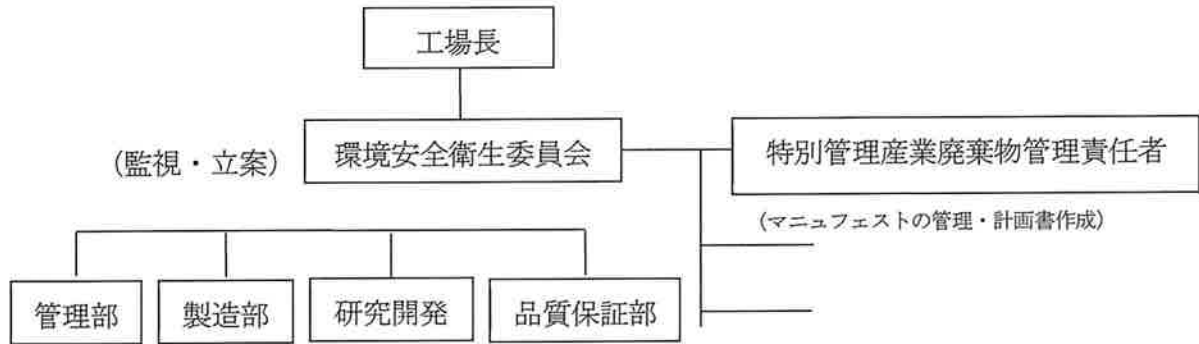 工場長
(監視・立案)
環境安全衛生委員会
特別管理産業廃棄物管理責任者
(マニュフェストの管理・計画書作成)
管理部
製造部
研究開発
品質保証部